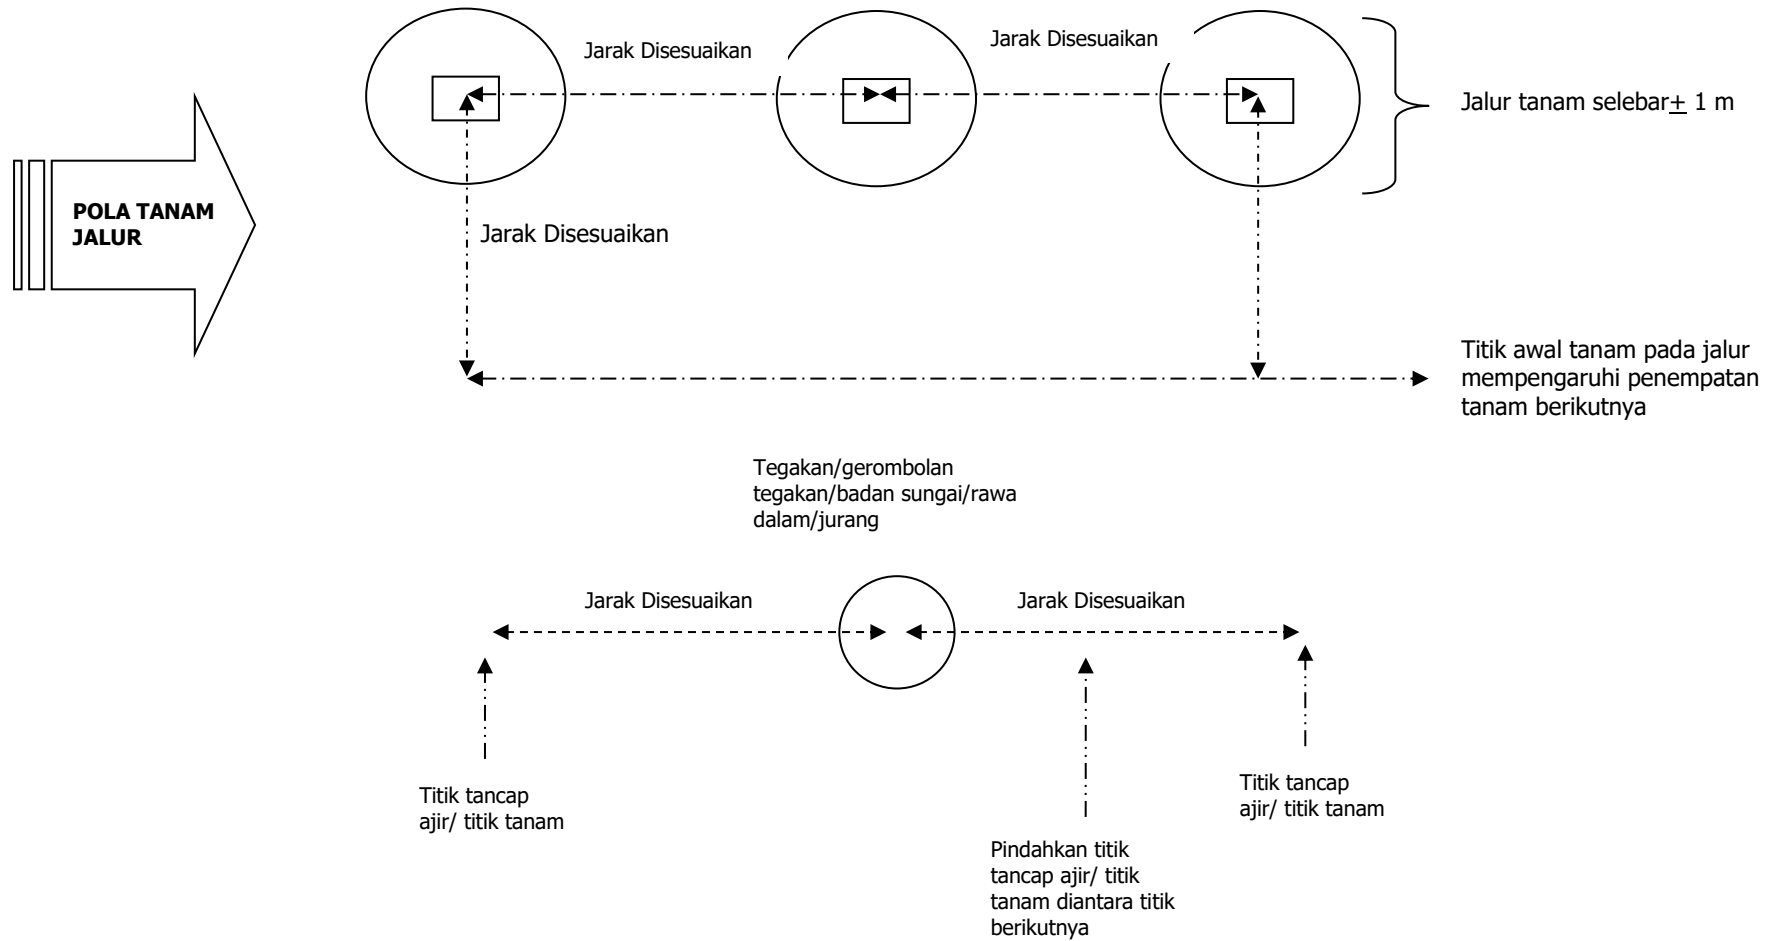 Jarak Disesuaikan
Jarak Disesuaikan
Jalur tanam selebar± 1 m
POLA TANAM
JALUR
Jarak Disesuaikan
Titik awal tanam pada jalur
mempengaruhi penempatan
tanam berikutnya
Tegakan/gerombolan
tegakan/badan sungai/rawa
dalam/jurang
Jarak Disesuaikan
Jarak Disesuaikan
Titik tancap
ajir/ titik tanam
Titik tancap
ajir/ titik tanam
Pindahkan titik
tancap ajir/ titik
tanam diantara titik
berikutnya